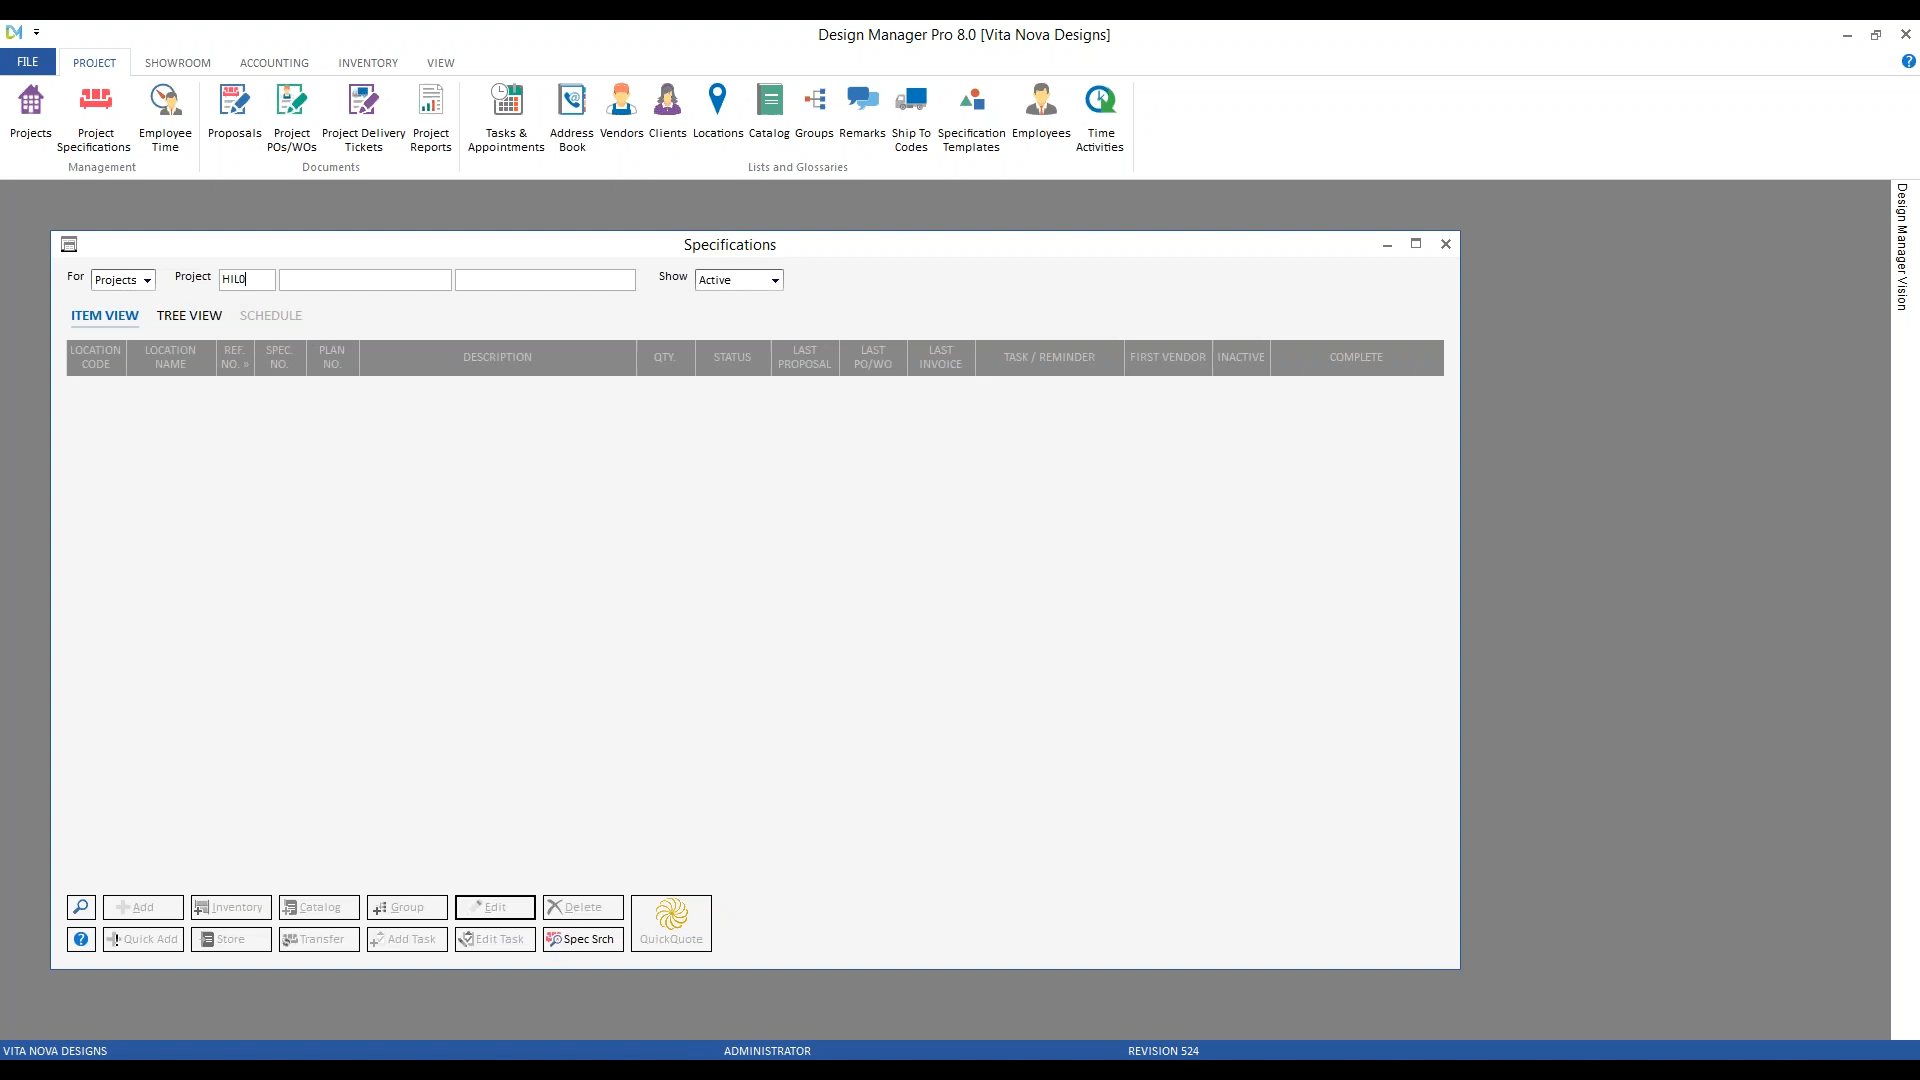 Design Manager Pro 8.0 [Vita Nova Designs]
FILE PROJECT SHOWROOM ACCOUNTING INVENTORY VIEW
Projects
Project Specifications
Employee Time
Management
Proposals
Project POs/WOs
Project Delivery Tickets
Project Reports
Documents
Tasks & Appointments
Address Book
Vendors
Clients
Locations
Catalog
Groups
Remarks
Ship To Codes
Specification Templates
Employees
Time Activities
Lists and Glossaries
Design Manager Vision
Specifications
For Projects Project HIL0 Show Active
ITEM VIEW TREE VIEW SCHEDULE
LOCATION CODE
LOCATION NAME
REF. NO. »
SPEC. NO.
PLAN NO.
DESCRIPTION
QTY.
STATUS
LAST PROPOSAL
LAST PO/WO
LAST INVOICE
TASK / REMINDER
FIRST VENDOR
INACTIVE
COMPLETE
Add Inventory Catalog Group Edit Delete
Quick Add Store Transfer Add Task Edit Task Spec Srch QuickQuote
VITA NOVA DESIGNS ADMINISTRATOR REVISION 524